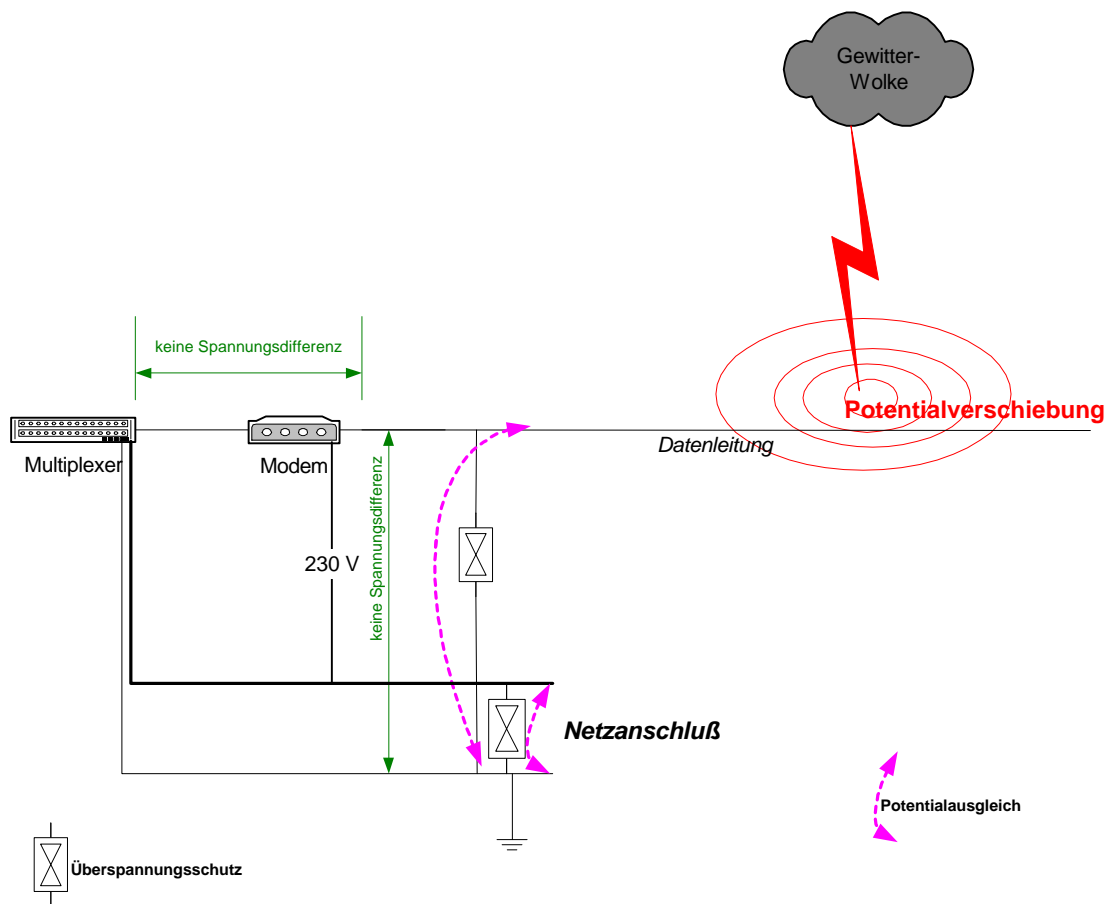 Gewitter-
Wolke
keine Spannungsdifferenz
Potentialverschiebung
Datenleitung
Multiplexer
Modem
keine Spannungsdifferenz
230 V
Netzanschluß
Potentialausgleich
Überspannungsschutz